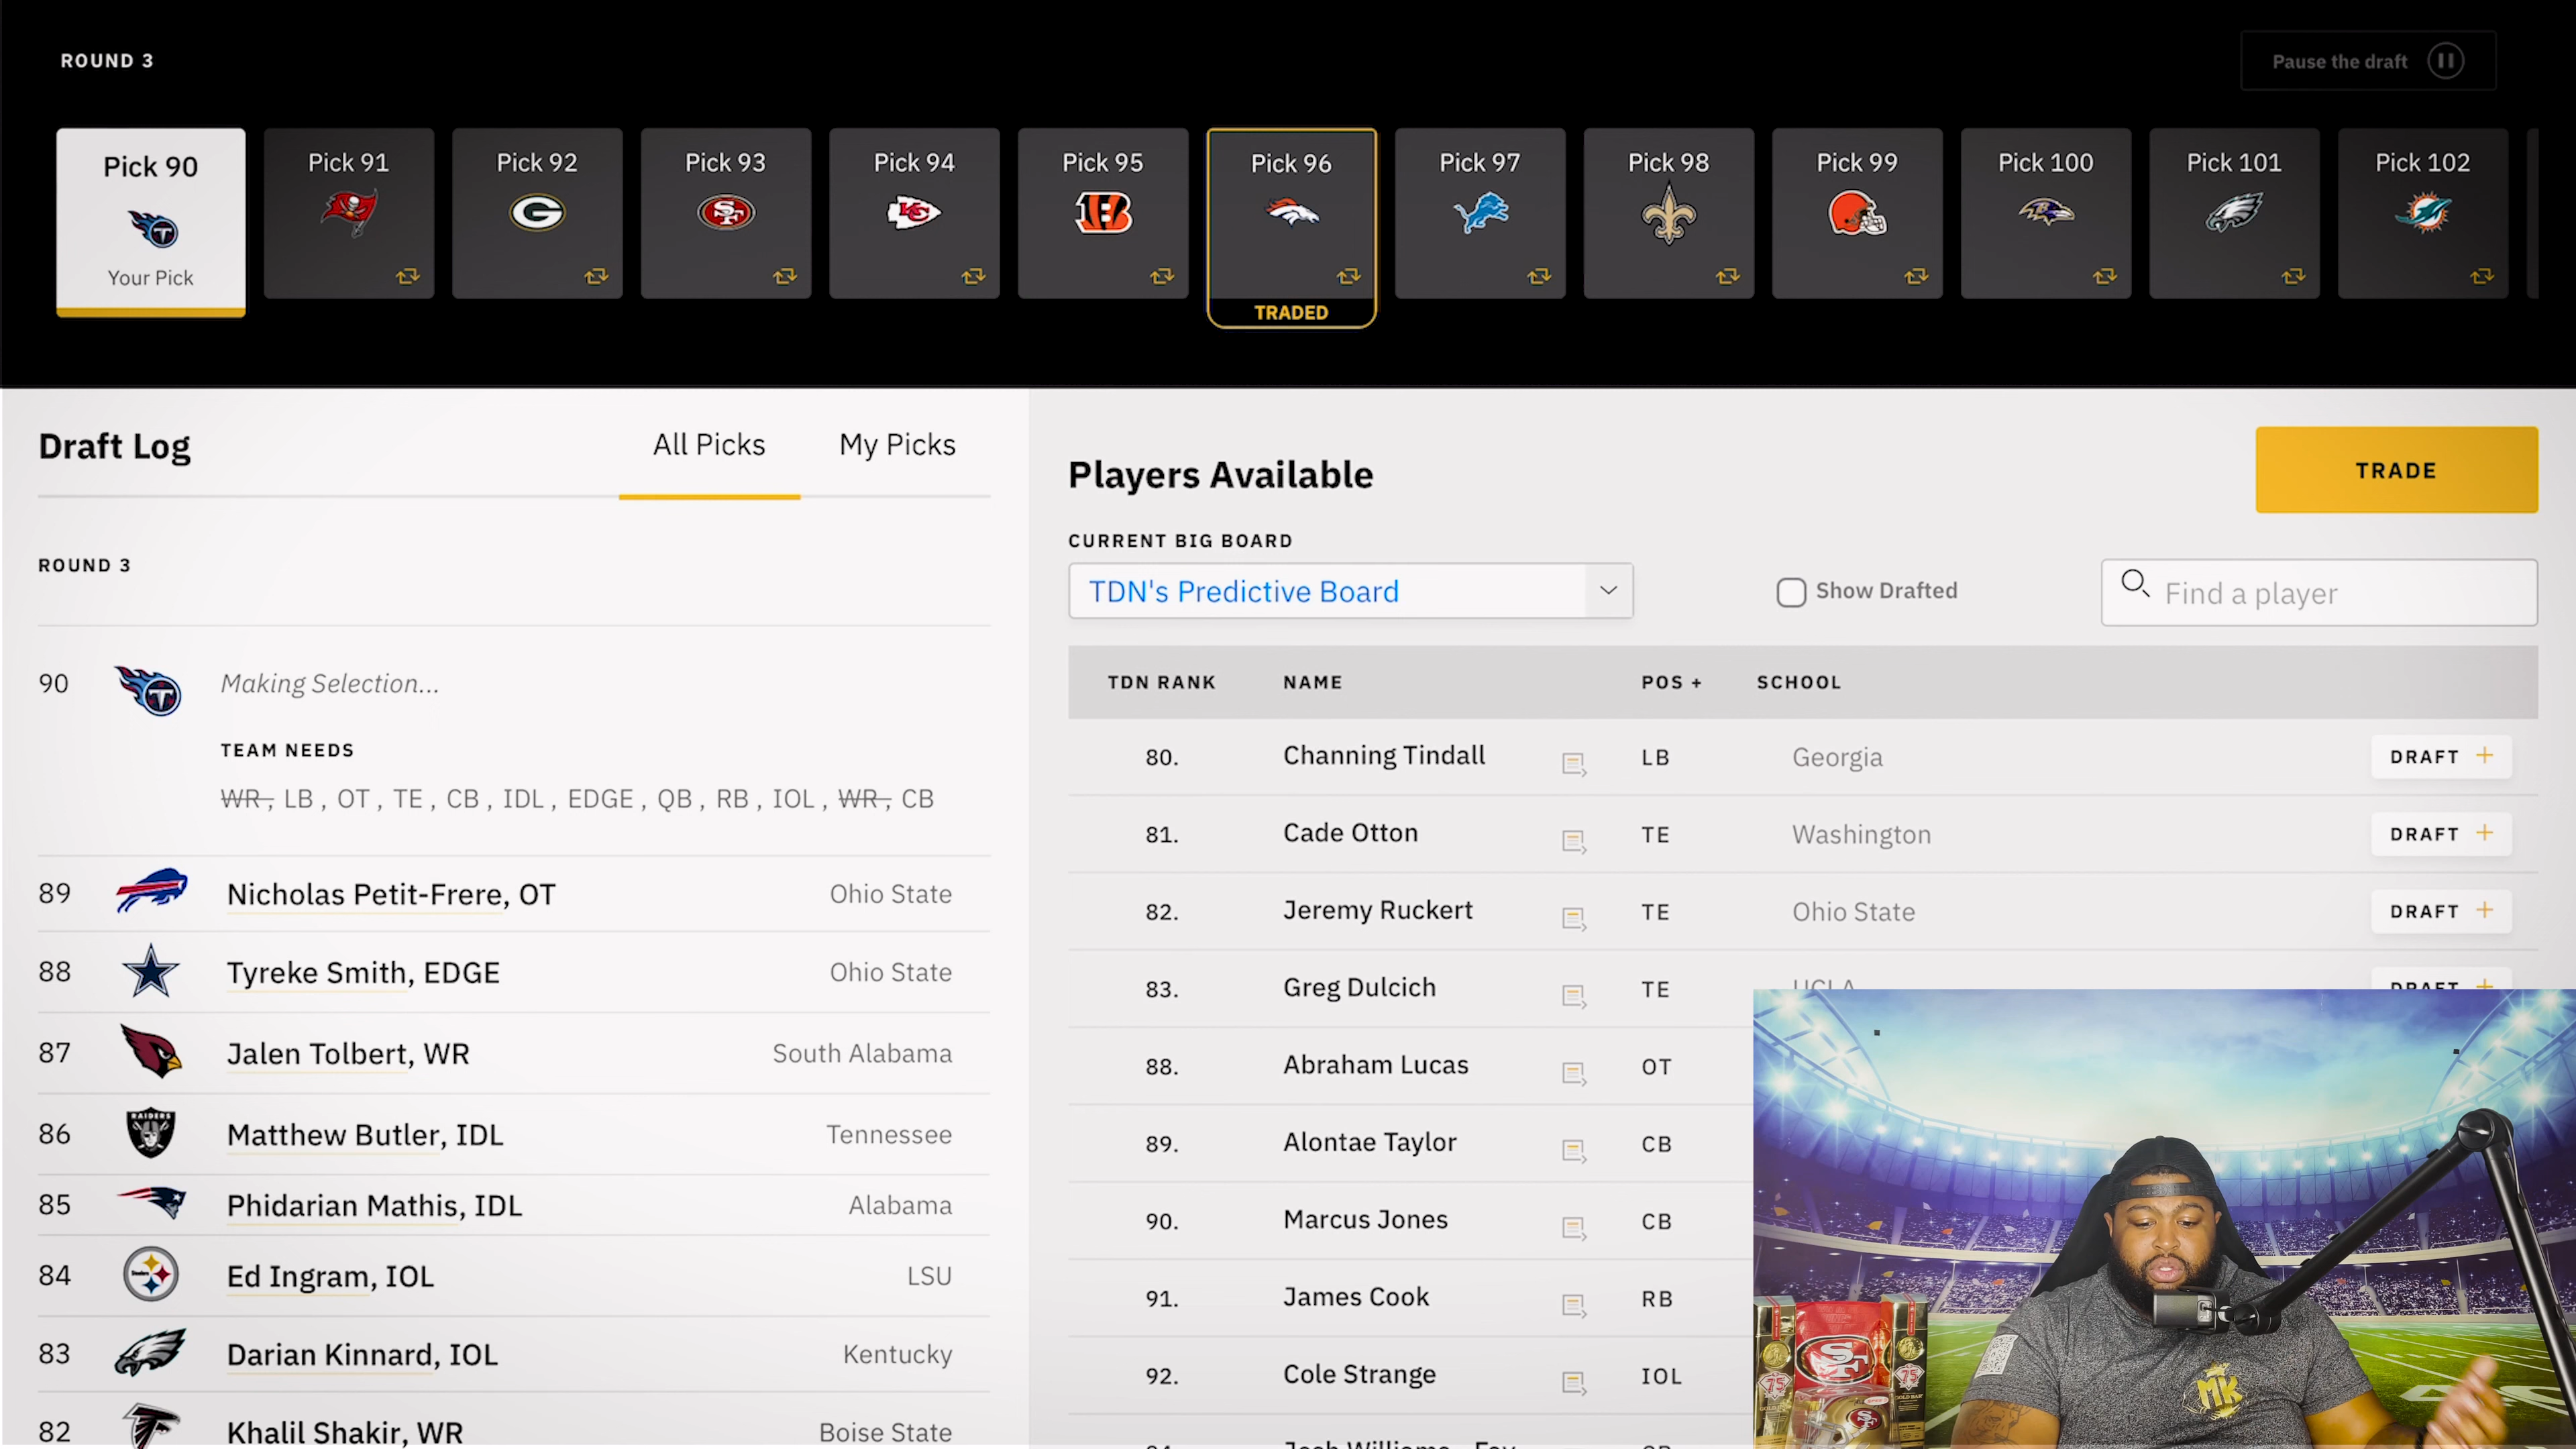 ROUND 3
Pause the draft
Pick 90
Your Pick
Pick 91
Pick 92
Pick 93
Pick 94
Pick 95
Pick 96
TRADED
Pick 97
Pick 98
Pick 99
Pick 100
Pick 101
Pick 102
Draft Log
All Picks
My Picks
ROUND 3
90
Making Selection...
TEAM NEEDS
WR, LB, OT, TE, CB, IDL, EDGE, QB, RB, IOL, WR, CB
89 Nicholas Petit-Frere, OT Ohio State
88 Tyreke Smith, EDGE Ohio State
87 Jalen Tolbert, WR South Alabama
86 RAIDERS Matthew Butler, IDL Tennessee
85 Phidarian Mathis, IDL Alabama
84 Ed Ingram, IOL LSU
83 Darian Kinnard, IOL Kentucky
82 Khalil Shakir, WR Boise State
Players Available
TRADE
CURRENT BIG BOARD
TDN's Predictive Board
Show Drafted
Find a player
TDN RANK NAME POS + SCHOOL
80. Channing Tindall LB Georgia DRAFT +
81. Cade Otton TE Washington DRAFT +
82. Jeremy Ruckert TE Ohio State DRAFT +
83. Greg Dulcich TE UCLA DRAFT +
88. Abraham Lucas OT
89. Alontae Taylor CB
90. Marcus Jones CB
91. James Cook RB
92. Cole Strange IOL
SF
75
75
MK